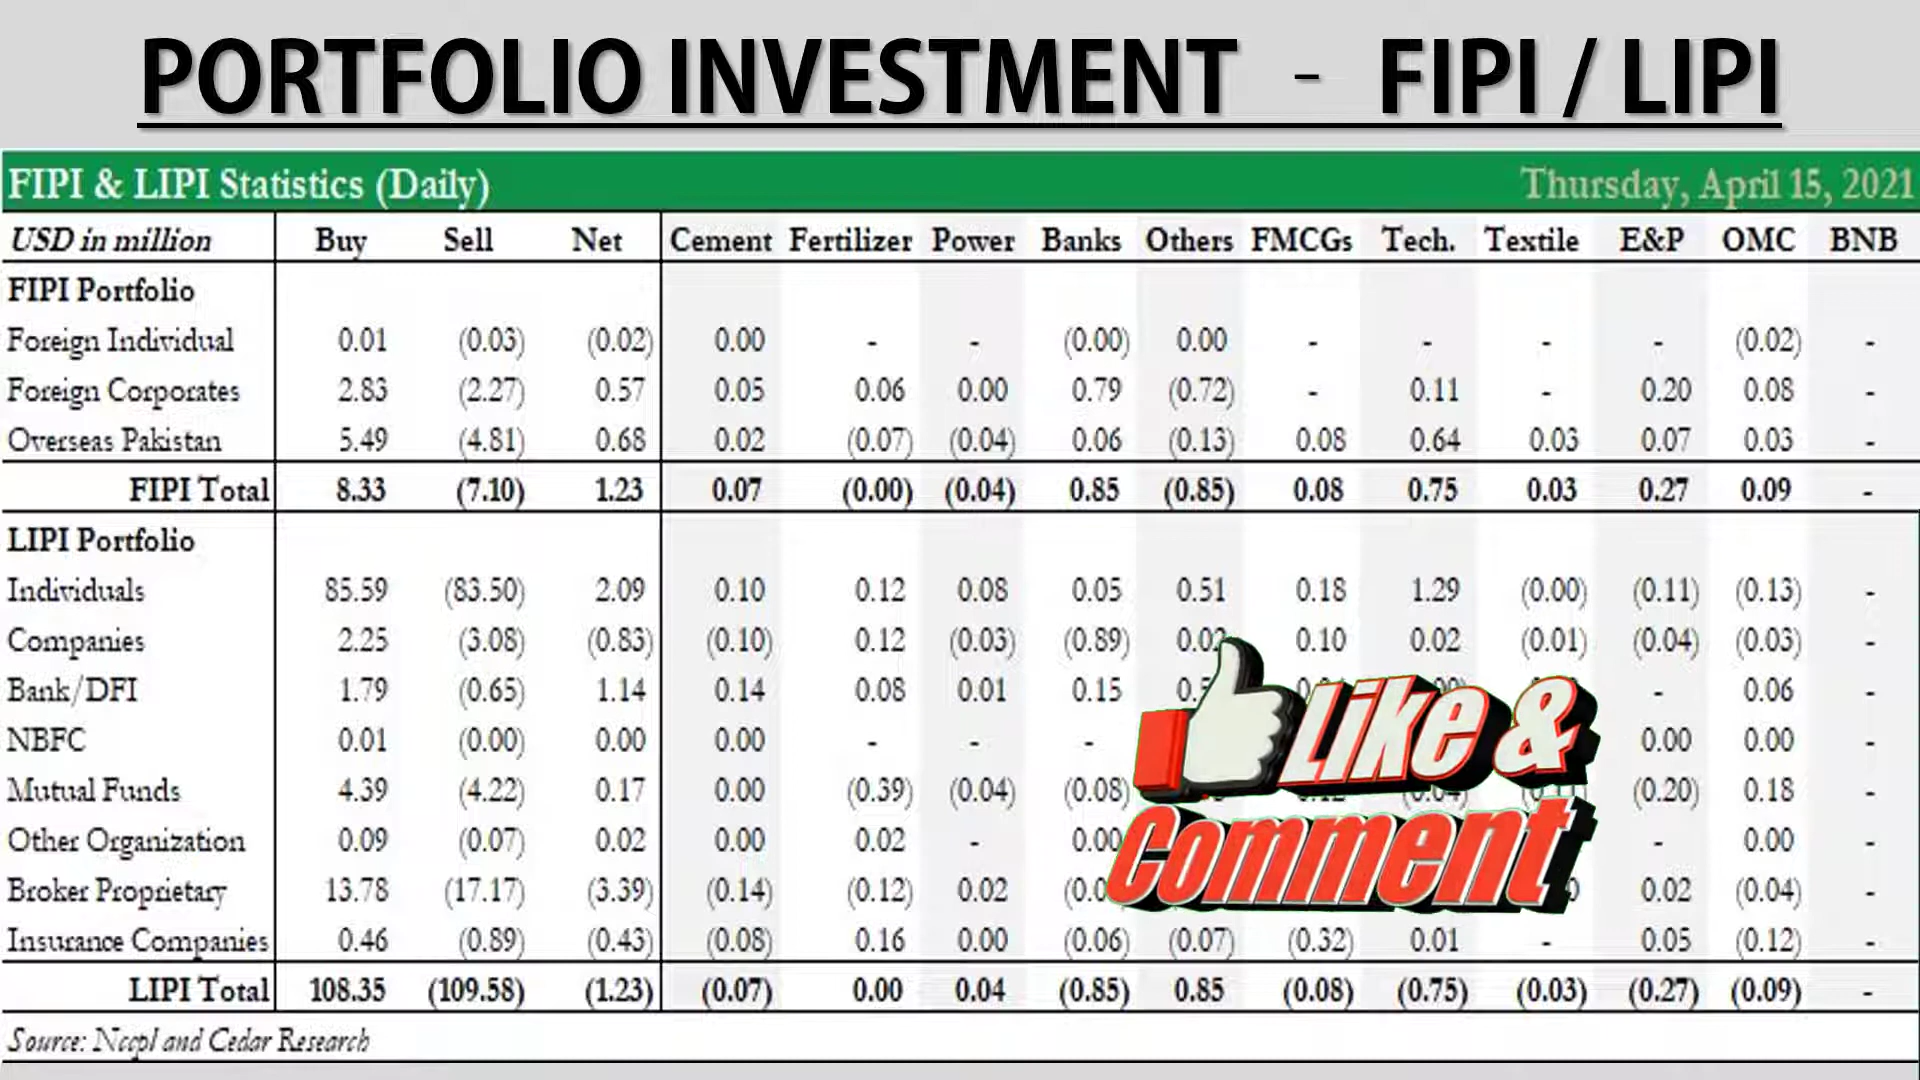 PORTFOLIO INVESTMENT - FIPI / LIPI
FIPI & LIPI Statistics (Daily) Thursday, April 15, 2021
USD in million Buy Sell Net Cement Fertilizer Power Banks Others FMCGs Tech. Textile E&P OMC BNB
FIPI Portfolio
Foreign Individual 0.01 (0.03) (0.02) 0.00 - - (0.00) 0.00 - - - - (0.02) -
Foreign Corporates 2.83 (2.27) 0.57 0.05 0.06 0.00 0.79 (0.72) - 0.11 - 0.20 0.08 -
Overseas Pakistan 5.49 (4.81) 0.68 0.02 (0.07) (0.04) 0.06 (0.13) 0.08 0.64 0.03 0.07 0.03 -
FIPI Total 8.33 (7.10) 1.23 0.07 (0.00) (0.04) 0.85 (0.85) 0.08 0.75 0.03 0.27 0.09 -
LIPI Portfolio
Individuals 85.59 (83.50) 2.09 0.10 0.12 0.08 0.05 0.51 0.18 1.29 (0.00) (0.11) (0.13) -
Companies 2.25 (3.08) (0.83) (0.10) 0.12 (0.03) (0.89) 0.02 0.10 0.02 (0.01) (0.04) (0.03) -
Bank/DFI 1.79 (0.65) 1.14 0.14 0.08 0.01 0.15 - 0.06 -
NBFC 0.01 (0.00) 0.00 0.00 - - - 0.00 0.00 -
Mutual Funds 4.39 (4.22) 0.17 0.00 (0.39) (0.04) (0.08) (0.20) 0.18 -
Other Organization 0.09 (0.07) 0.02 0.00 0.02 - 0.00 - 0.00 -
Broker Proprietary 13.78 (17.17) (3.39) (0.14) (0.12) 0.02 0.02 (0.04) -
Insurance Companies 0.46 (0.89) (0.43) (0.08) 0.16 0.00 (0.06) (0.07) (0.32) 0.01 - 0.05 (0.12) -
LIPI Total 108.35 (109.58) (1.23) (0.07) 0.00 0.04 (0.85) 0.85 (0.08) (0.75) (0.03) (0.27) (0.09) -
Source: Nccpl and Cedar Research
Like &
Comment